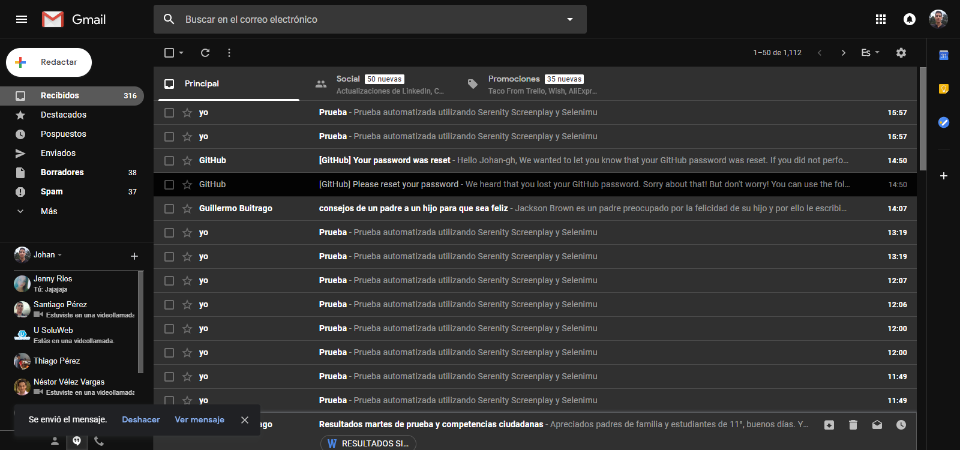 Gmail
Buscar en el correo electrónico
Redactar
1–50 de 1,112
Es
Recibidos 316
Destacados
Pospuestos
Enviados
Borradores 38
Spam 37
Más
Principal
Social 50 nuevas
Actualizaciones de LinkedIn, C...
Promociones 35 nuevas
Taco From Trello, Wish, AliExpr...
yo Prueba - Prueba automatizada utilizando Serenity Screenplay y Selenimu 15:57
yo Prueba - Prueba automatizada utilizando Serenity Screenplay y Selenimu 15:57
GitHub [GitHub] Your password was reset - Hello Johan-gh, We wanted to let you know that your GitHub password was reset. If you did not perfo... 14:50
GitHub [GitHub] Please reset your password - We heard that you lost your GitHub password. Sorry about that! But don't worry! You can use the fol... 14:50
Guillermo Buitrago consejos de un padre a un hijo para que sea feliz - Jackson Brown es un padre preocupado por la felicidad de su hijo y por ello le escribi... 14:07
yo Prueba - Prueba automatizada utilizando Serenity Screenplay y Selenimu 13:19
yo Prueba - Prueba automatizada utilizando Serenity Screenplay y Selenimu 13:19
yo Prueba - Prueba automatizada utilizando Serenity Screenplay y Selenimu 12:07
yo Prueba - Prueba automatizada utilizando Serenity Screenplay y Selenimu 12:06
yo Prueba - Prueba automatizada utilizando Serenity Screenplay y Selenimu 12:00
yo Prueba - Prueba automatizada utilizando Serenity Screenplay y Selenimu 12:00
yo Prueba - Prueba automatizada utilizando Serenity Screenplay y Selenimu 11:49
yo Prueba - Prueba automatizada utilizando Serenity Screenplay y Selenimu 11:49
Resultados martes de prueba y competencias ciudadanas - Apreciados padres de familia y estudiantes de 11°, buenos días. Y...
W RESULTADOS SI...
Johan
Jenny Rios
Tú: Jajajaja
Santiago Pérez
Estuviste en una videollamada
U SoluWeb
Estás en una videollamada.
Thiago Pérez
Néstor Vélez Vargas
Estuviste en una videollamada
Se envió el mensaje. Deshacer Ver mensaje